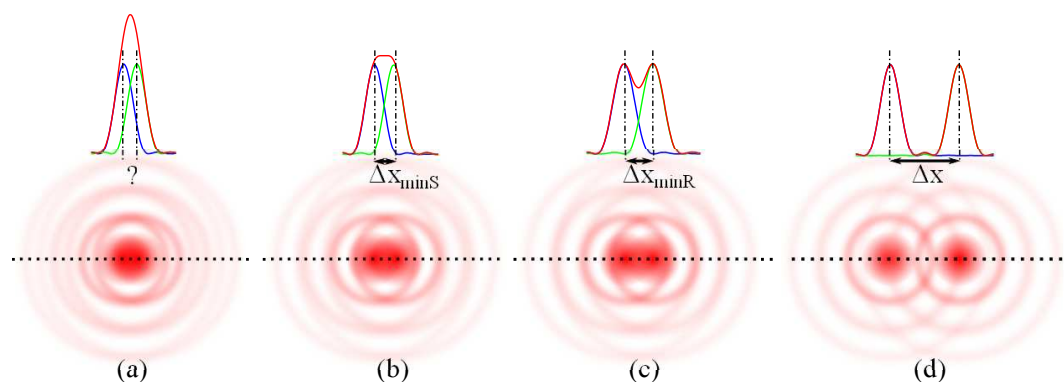 ?
Δx_minS
Δx_minR
Δx
(a)
(b)
(c)
(d)